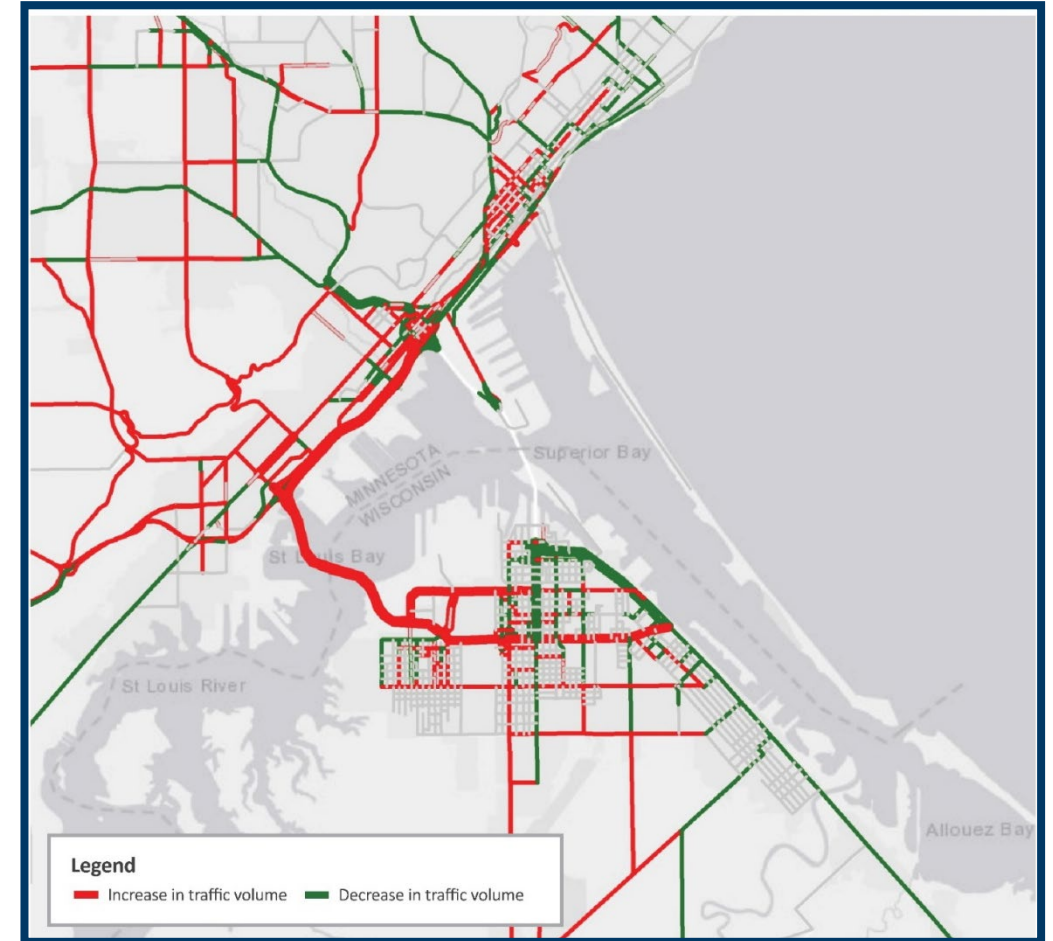 MINNESOTA
WISCONSIN
Superior Bay
St Louis Bay
St Louis River
Allouez Bay
Legend
Increase in traffic volume Decrease in traffic volume